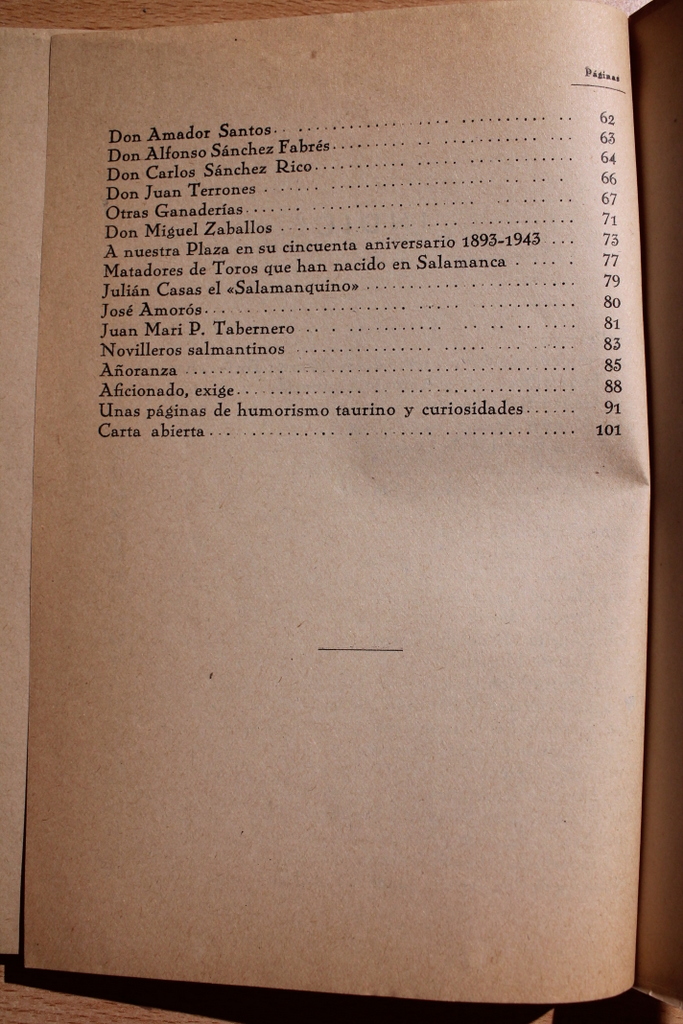 Páginas
Don Amador Santos 62
Don Alfonso Sánchez Fabrés 63
Don Carlos Sánchez Rico 64
Don Juan Terrones 66
Otras Ganaderías 67
Don Miguel Zaballos 71
A nuestra Plaza en su cincuenta aniversario 1893-1943 73
Matadores de Toros que han nacido en Salamanca 77
Julián Casas el «Salamanquino» 79
José Amorós 80
Juan Mari P. Tabernero 81
Novilleros salmantinos 83
Añoranza 85
Aficionado, exige 88
Unas páginas de humorismo taurino y curiosidades 91
Carta abierta 101